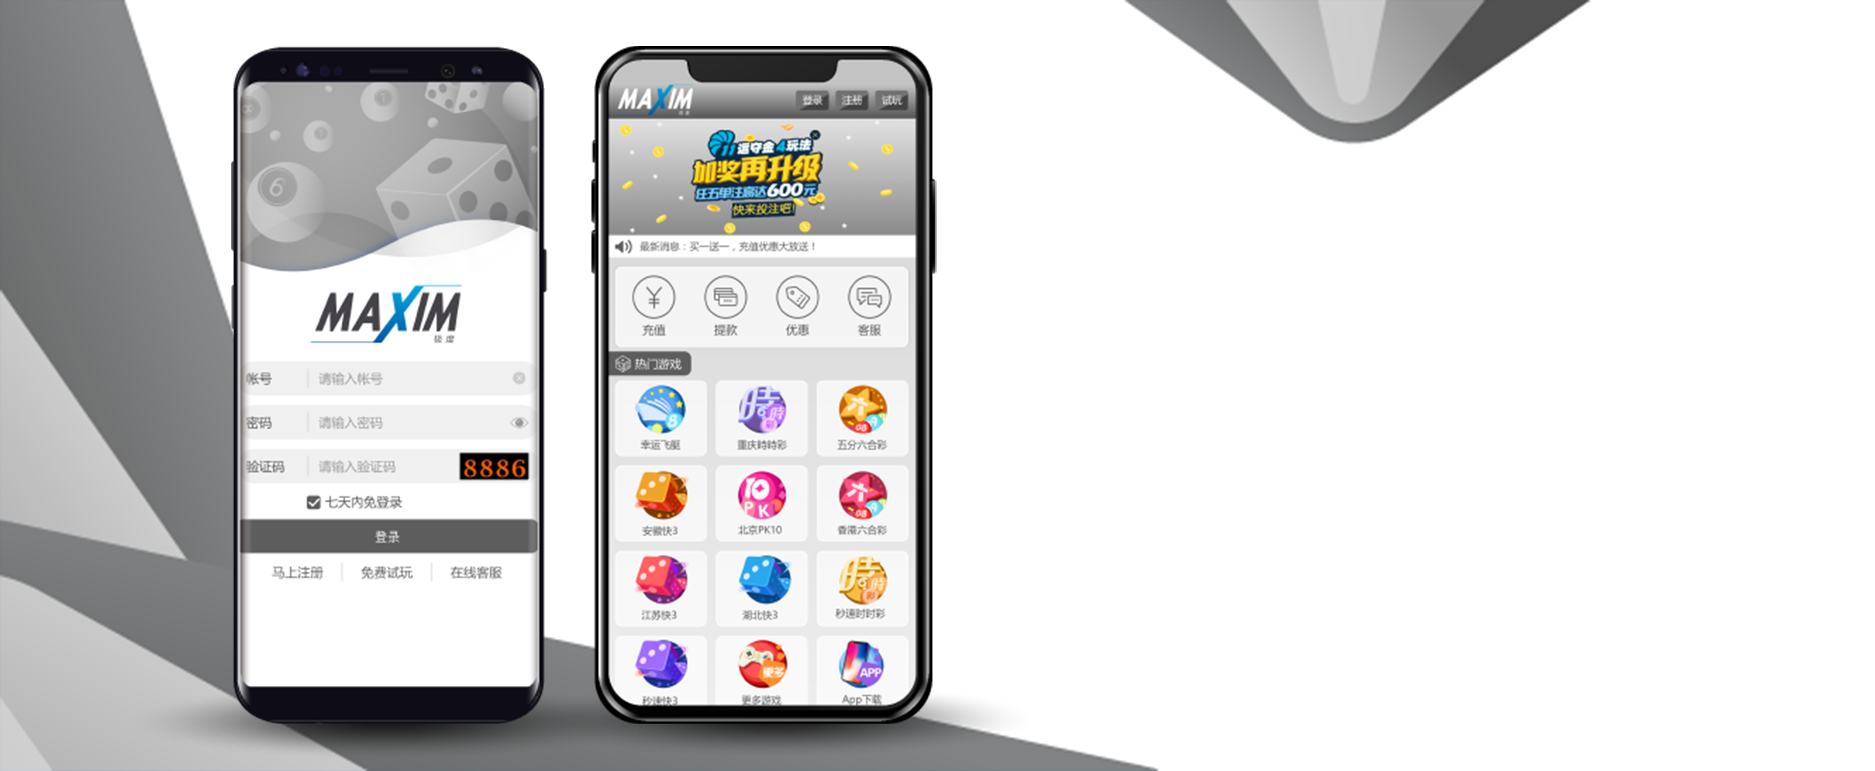 6
MAXIM
极度
帐号 请输入帐号
密码 请输入密码
验证码 请输入验证码 8886
七天内免登录
登录
马上注册 免费试玩 在线客服
MAXIM
极度
登录 注册 试玩
11运夺金4玩法
加奖再升级
任五单注高达600元
快来投注吧!
最新消息：买一送一，充值优惠大放送！
充值 提款 优惠 客服
热门游戏
幸运飞艇 重庆時時彩 五分六合彩
安徽快3 北京PK10 香港六合彩
江苏快3 湖北快3 秒速时时彩
秒速快3 更多游戏 App下载